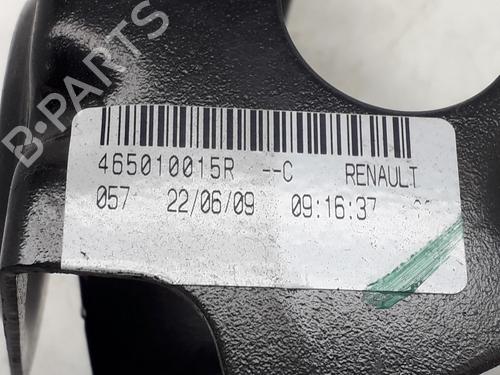 B-PARTS
465010015R --C RENAULT
057 22/06/09 09:16:37